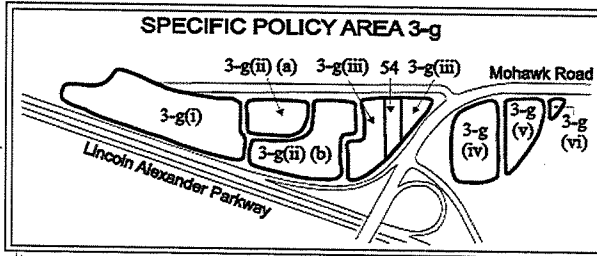 SPECIFIC POLICY AREA 3-g
3-g(ii) (a)
3-g(iii)
54
3-g(iii)
Mohawk Road
3-g(i)
3-g(ii) (b)
3-g
(iv)
3-g
(v)
3-g
(vi)
Lincoln Alexander Parkway